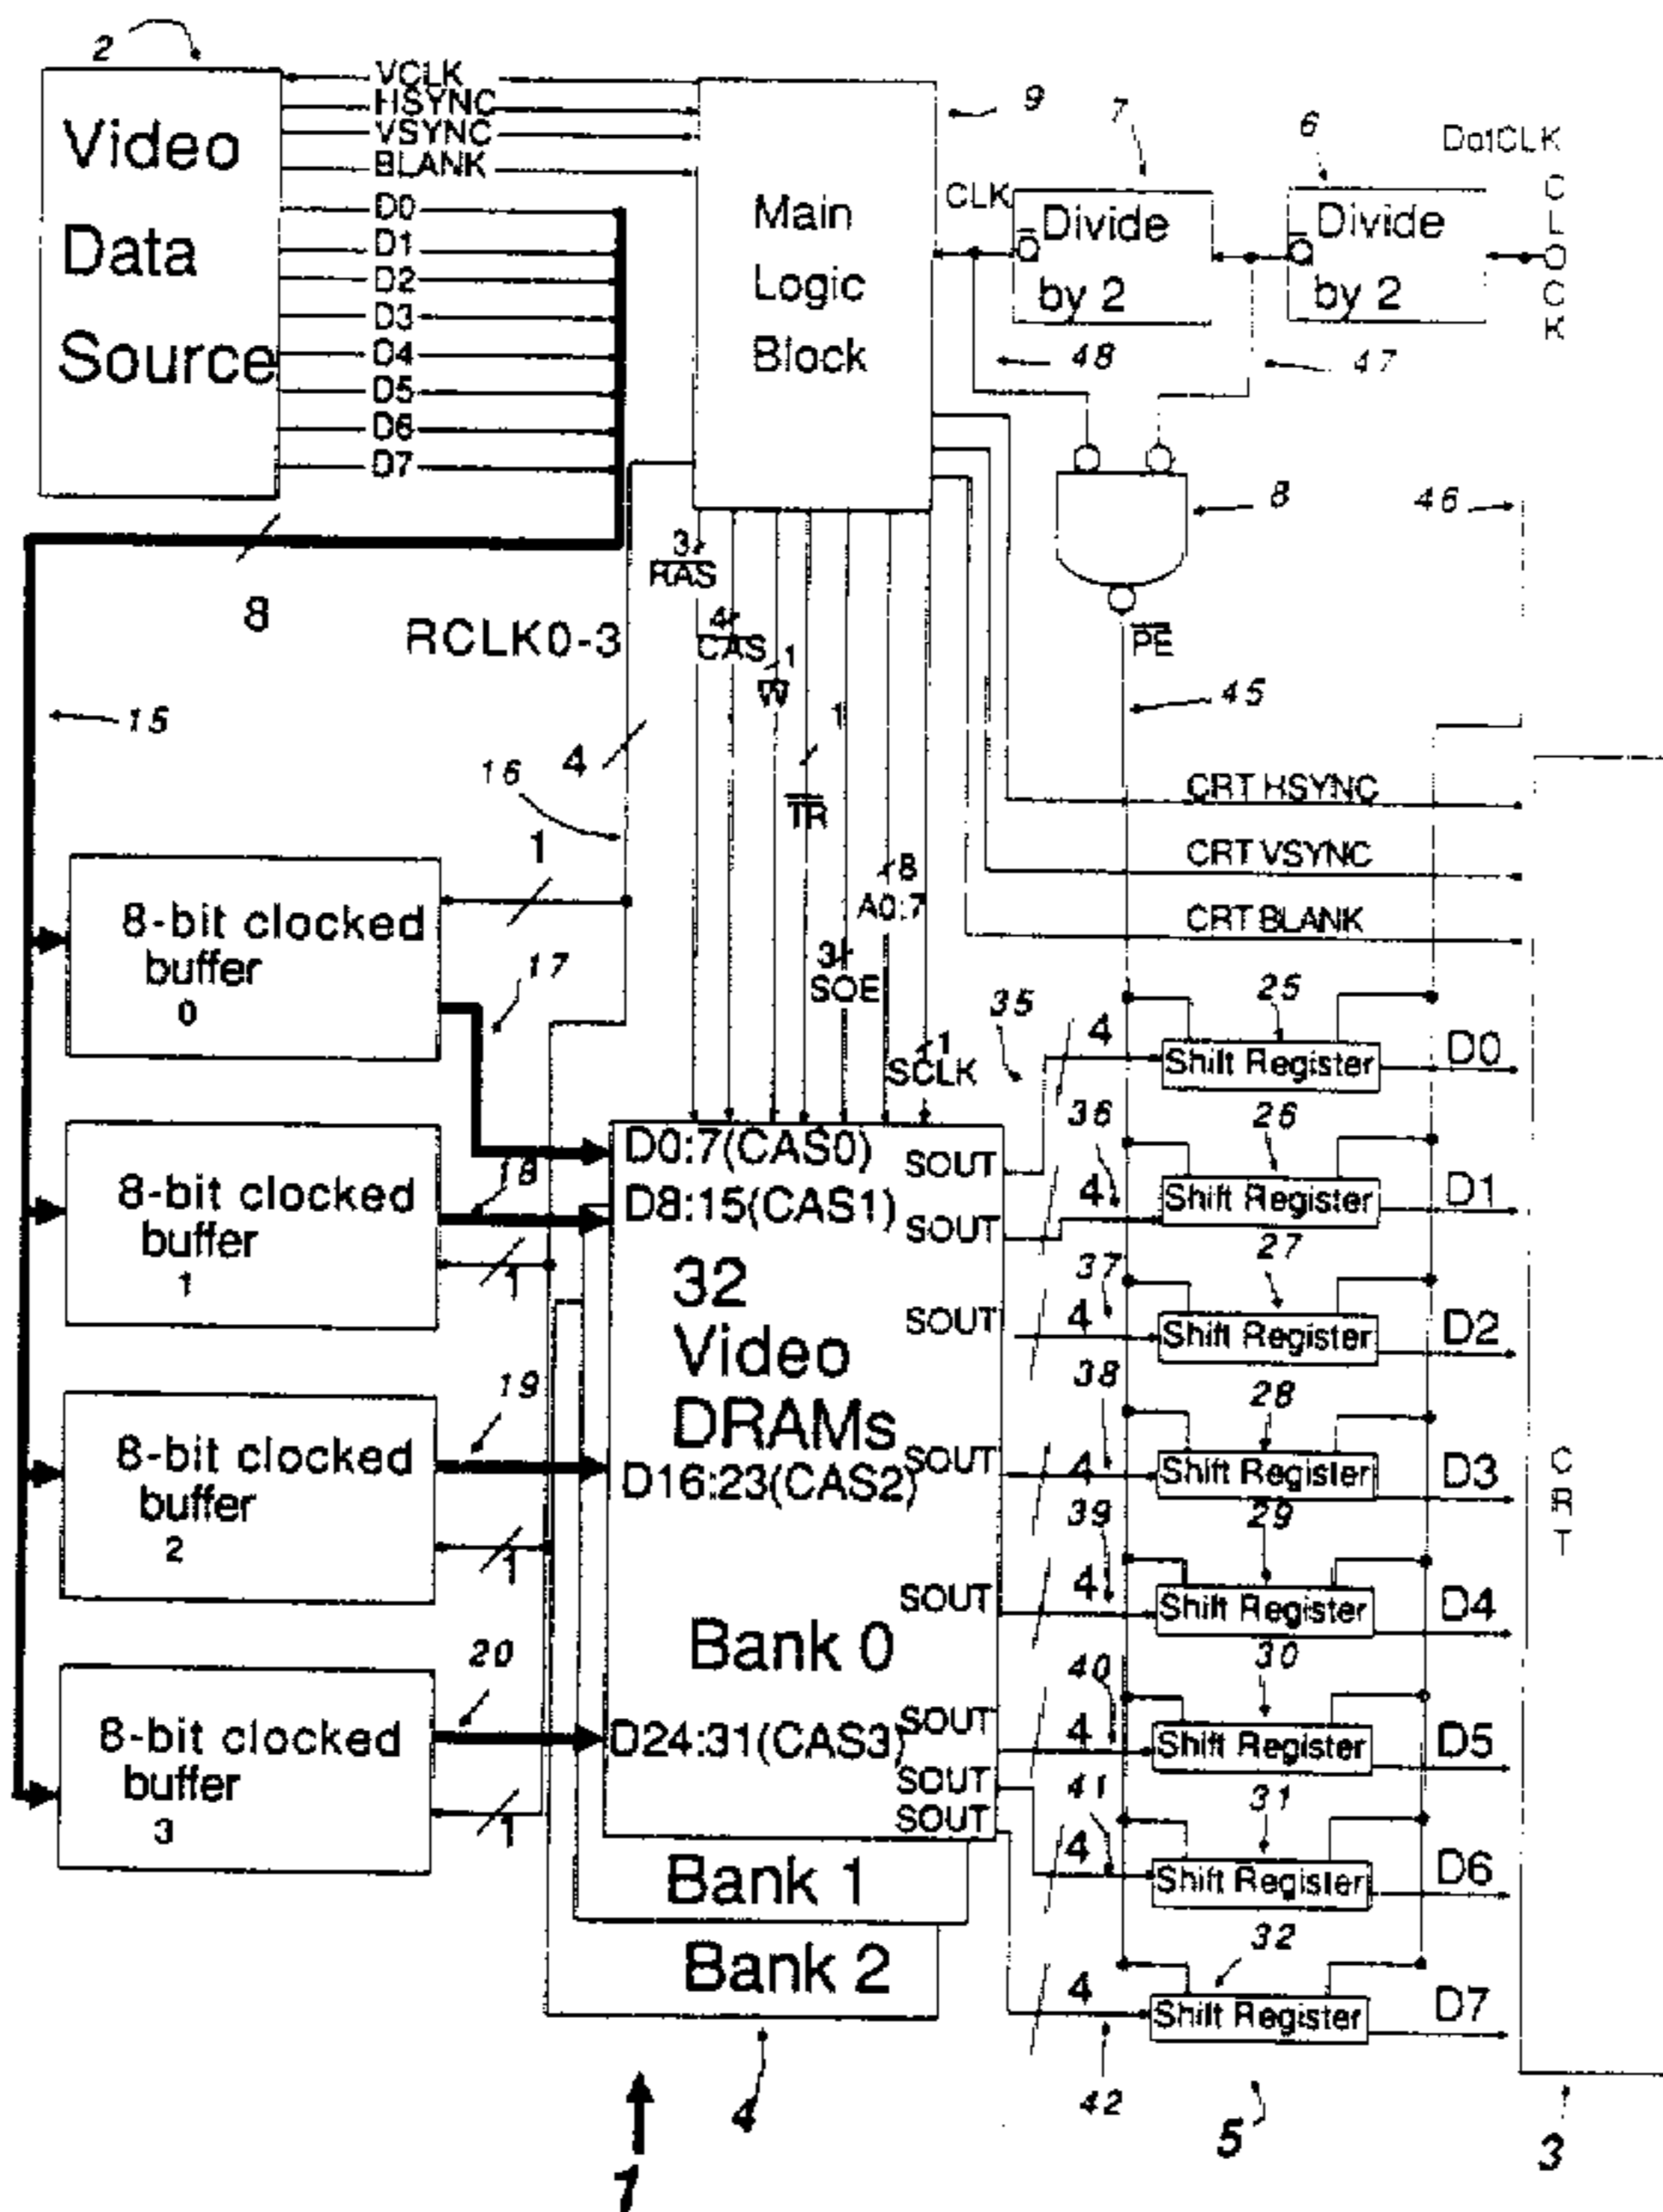 2
Video
Data
Source
VCLK
HSYNC
VSYNC
BLANK
D0
D1
D2
D3
D4
D5
D6
D7
8
Main
Logic
Block
9
CLK
7
Q
Divide
by 2
6
Q
Divide
by 2
DotCLK
CLOCK
48
47
8
46
PE
45
RCLK0-3
3
RAS
4
CAS
1
W
1
TR
8
A0:7
3
SOE
1
SCLK
4
16
15
CRT HSYNC
CRT VSYNC
CRT BLANK
8-bit clocked
buffer
0
1
17
8-bit clocked
buffer
1
1
18
8-bit clocked
buffer
2
1
19
8-bit clocked
buffer
3
1
20
D0:7(CAS0)
D8:15(CAS1)
32
Video
DRAMs
D16:23(CAS2)
Bank 0
D24:31(CAS3)
Bank 1
Bank 2
SOUT
SOUT
SOUT
SOUT
SOUT
SOUT
SOUT
SOUT
35
4
25
Shift Register
D0
36
4
26
Shift Register
D1
37
4
27
Shift Register
D2
38
4
28
Shift Register
D3
39
4
29
Shift Register
D4
40
4
30
Shift Register
D5
41
4
31
Shift Register
D6
4
42
32
Shift Register
D7
CRT
1
4
5
3